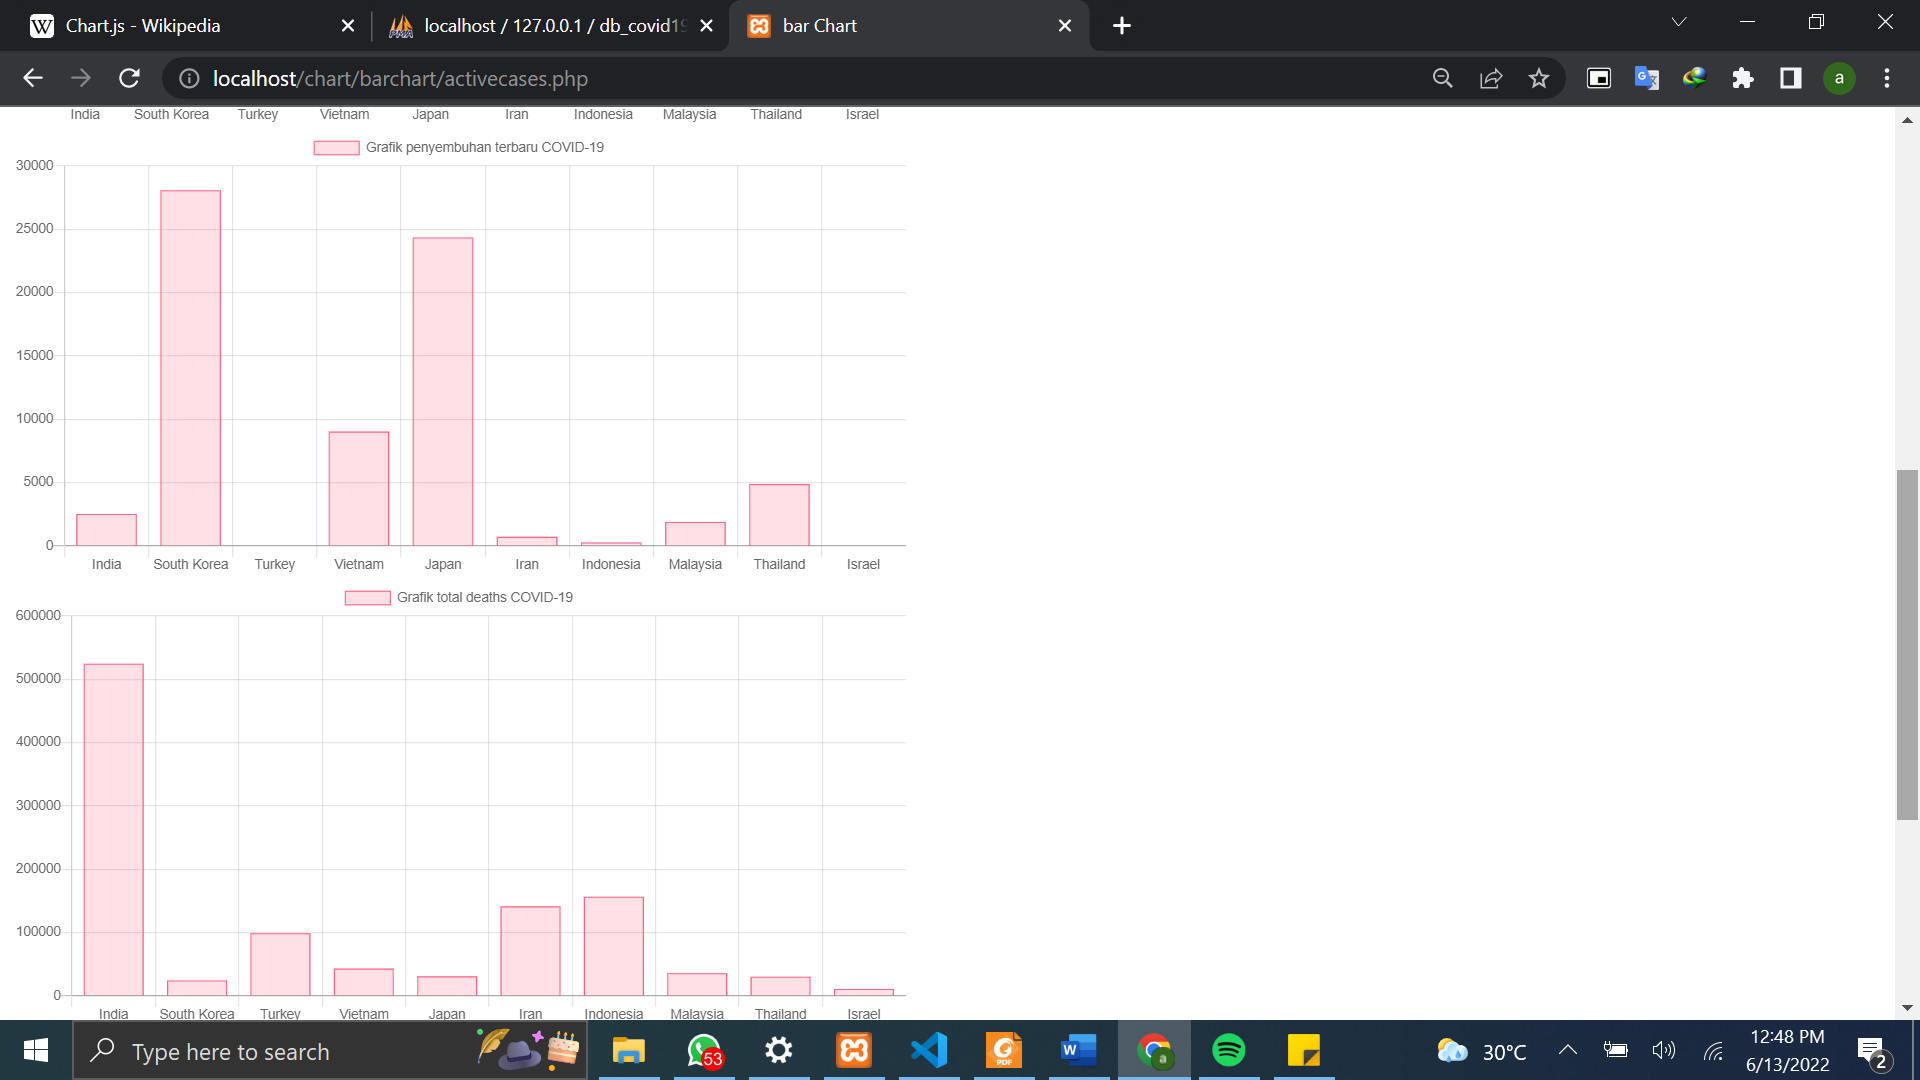 Chart.js - Wikipedia
localhost / 127.0.0.1 / db_covid19
bar Chart
localhost/chart/barchart/activecases.php
a
India South Korea Turkey Vietnam Japan Iran Indonesia Malaysia Thailand Israel
Grafik penyembuhan terbaru COVID-19
30000
25000
20000
15000
10000
5000
0
India South Korea Turkey Vietnam Japan Iran Indonesia Malaysia Thailand Israel
Grafik total deaths COVID-19
600000
500000
400000
300000
200000
100000
0
India South Korea Turkey Vietnam Japan Iran Indonesia Malaysia Thailand Israel
Type here to search
53
30°C
12:48 PM
6/13/2022
2